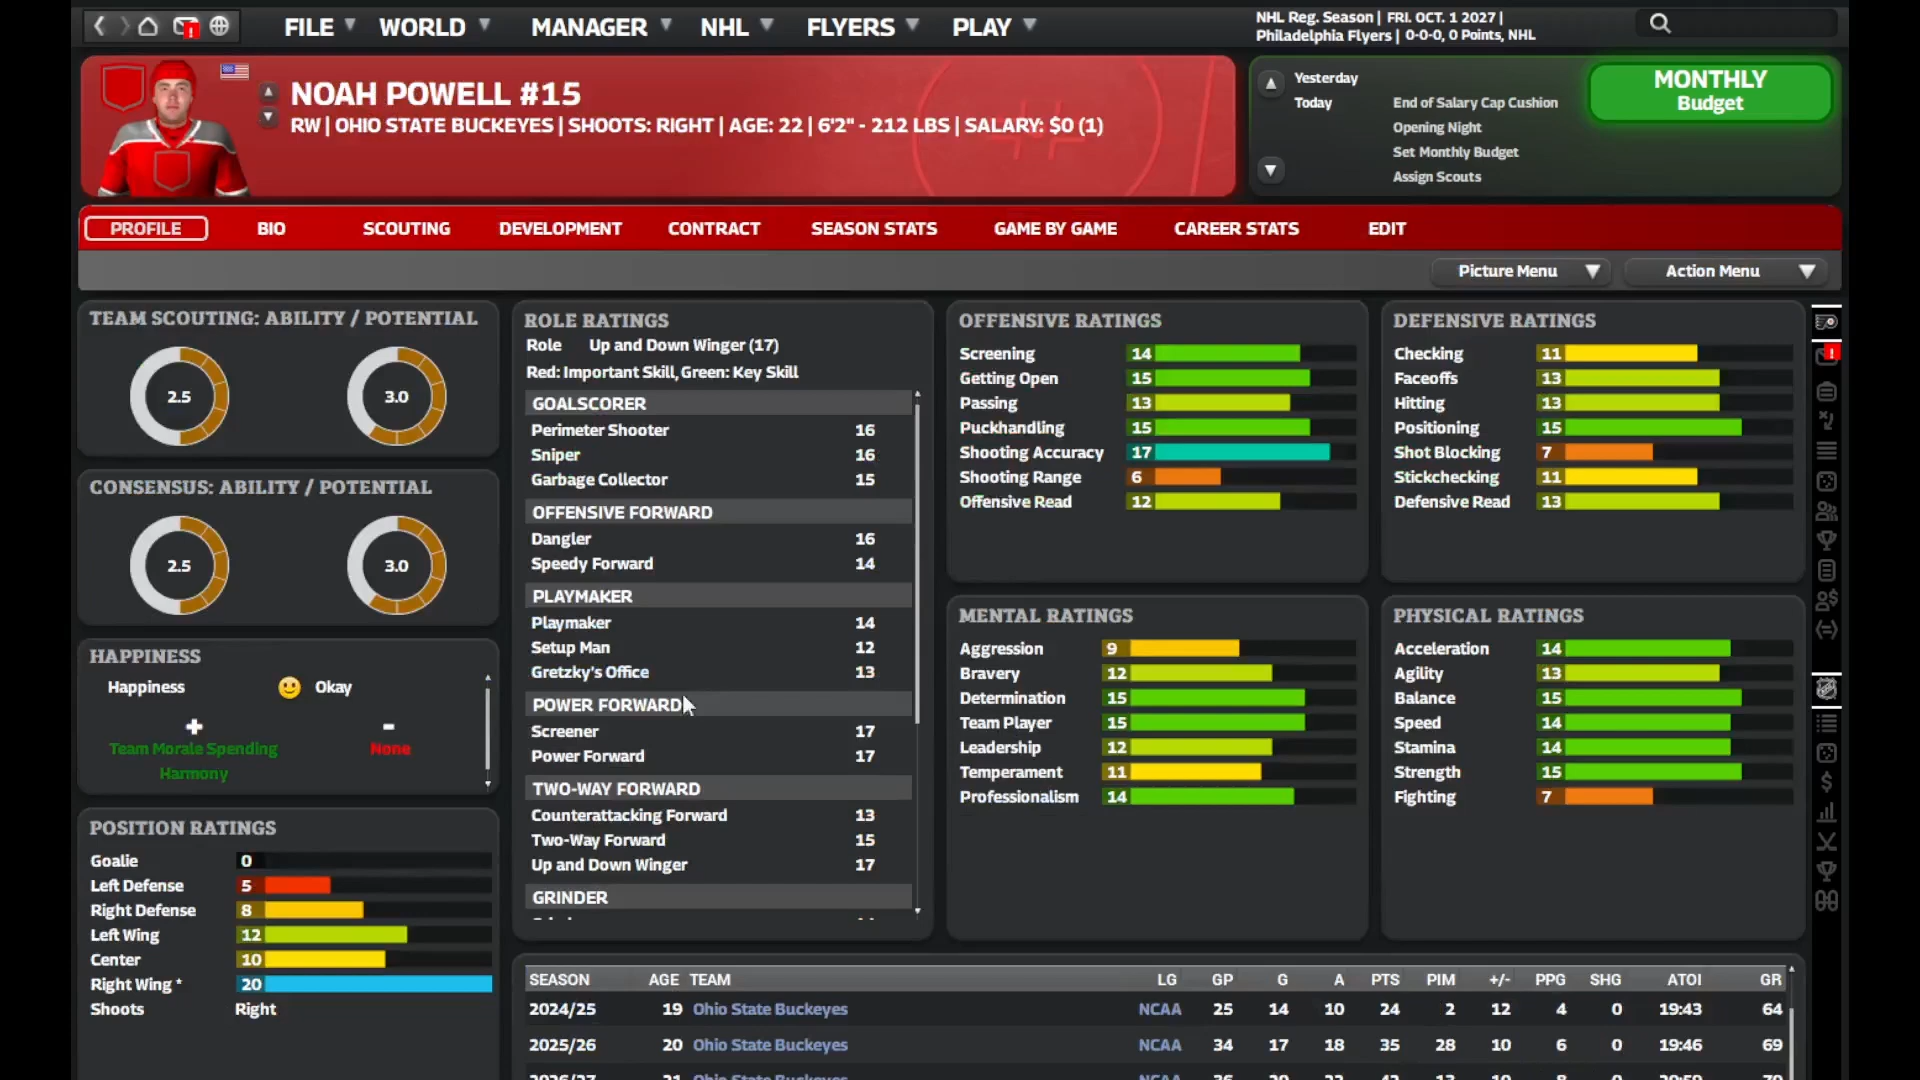 FILE WORLD MANAGER NHL FLYERS PLAY
NHL Reg. Season | FRI. OCT. 1 2027 |
Philadelphia Flyers | 0-0-0, 0 Points, NHL
NOAH POWELL #15
RW | OHIO STATE BUCKEYES | SHOOTS: RIGHT | AGE: 22 | 6'2" - 212 LBS | SALARY: $0 (1)
Yesterday
Today
End of Salary Cap Cushion
Opening Night
Set Monthly Budget
Assign Scouts
MONTHLY
Budget
PROFILE BIO SCOUTING DEVELOPMENT CONTRACT SEASON STATS GAME BY GAME CAREER STATS EDIT
Picture Menu Action Menu
TEAM SCOUTING: ABILITY / POTENTIAL
2.5 3.0
CONSENSUS: ABILITY / POTENTIAL
2.5 3.0
HAPPINESS
Happiness Okay
+ -
Team Morale Spending None
Harmony
POSITION RATINGS
Goalie 0
Left Defense 5
Right Defense 8
Left Wing 12
Center 10
Right Wing * 20
Shoots Right
ROLE RATINGS
Role Up and Down Winger (17)
Red: Important Skill, Green: Key Skill
GOALSCORER
Perimeter Shooter 16
Sniper 16
Garbage Collector 15
OFFENSIVE FORWARD
Dangler 16
Speedy Forward 14
PLAYMAKER
Playmaker 14
Setup Man 12
Gretzky's Office 13
POWER FORWARD
Screener 17
Power Forward 17
TWO-WAY FORWARD
Counterattacking Forward 13
Two-Way Forward 15
Up and Down Winger 17
GRINDER
OFFENSIVE RATINGS
Screening 14
Getting Open 15
Passing 13
Puckhandling 15
Shooting Accuracy 17
Shooting Range 6
Offensive Read 12
DEFENSIVE RATINGS
Checking 11
Faceoffs 13
Hitting 13
Positioning 15
Shot Blocking 7
Stickchecking 11
Defensive Read 13
MENTAL RATINGS
Aggression 9
Bravery 12
Determination 15
Team Player 15
Leadership 12
Temperament 11
Professionalism 14
PHYSICAL RATINGS
Acceleration 14
Agility 13
Balance 15
Speed 14
Stamina 14
Strength 15
Fighting 7
SEASON AGE TEAM LG GP G A PTS PIM +/- PPG SHG ATOI GR
2024/25 19 Ohio State Buckeyes NCAA 25 14 10 24 2 12 4 0 19:43 64
2025/26 20 Ohio State Buckeyes NCAA 34 17 18 35 28 10 6 0 19:46 69